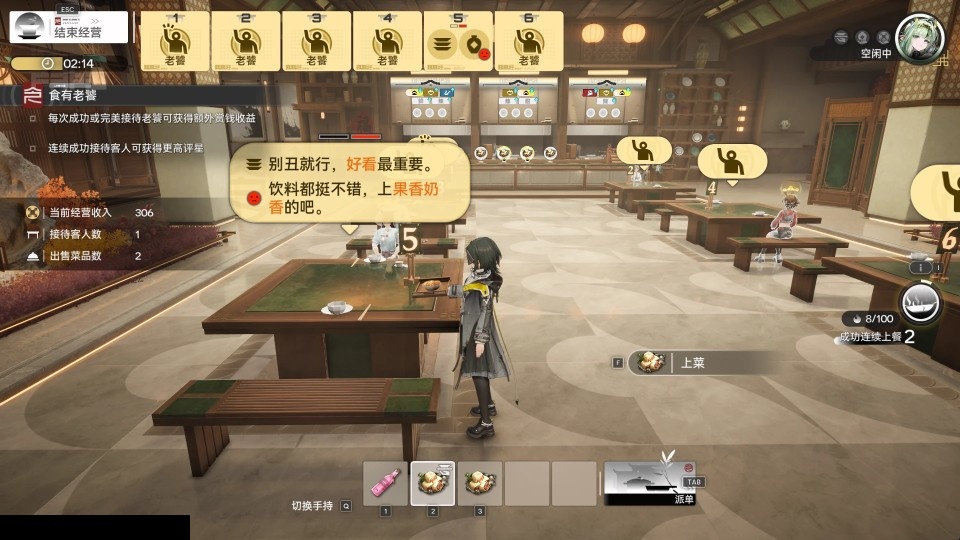 ESC
结束经营
02:14
食有老饕
每次成功或完美接待老饕可获得额外赏钱收益
连续成功接待客人可获得更高评星
当前经营收入 306
接待客人数 1
出售菜品数 2
1 老饕
2 老饕
3 老饕
4 老饕
5
6 老饕
空闲中
别丑就行，好看最重要。
饮料都挺不错，上果香奶
香的吧。
5
2
4
6
8/100
成功连续上餐 2
F 上菜
切换手持 Q
1
2
3
TAB
派单